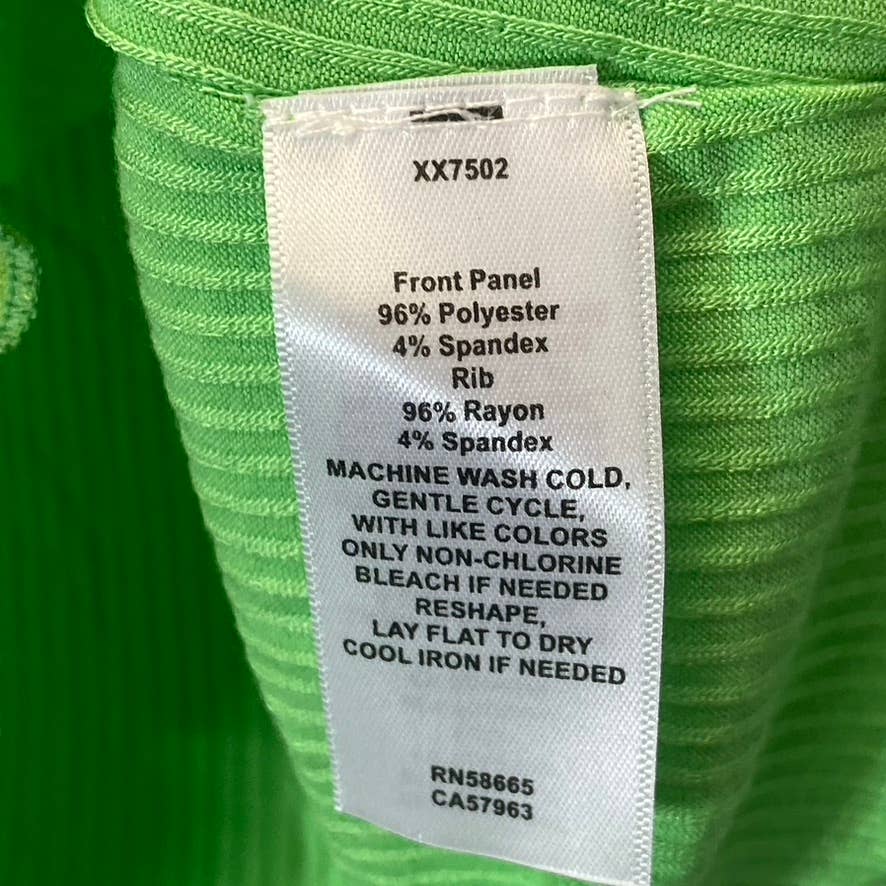 XX7502
Front Panel
96% Polyester
4% Spandex
Rib
96% Rayon
4% Spandex
MACHINE WASH COLD,
GENTLE CYCLE,
WITH LIKE COLORS
ONLY NON-CHLORINE
BLEACH IF NEEDED
RESHAPE,
LAY FLAT TO DRY
COOL IRON IF NEEDED
RN58665
CA57963